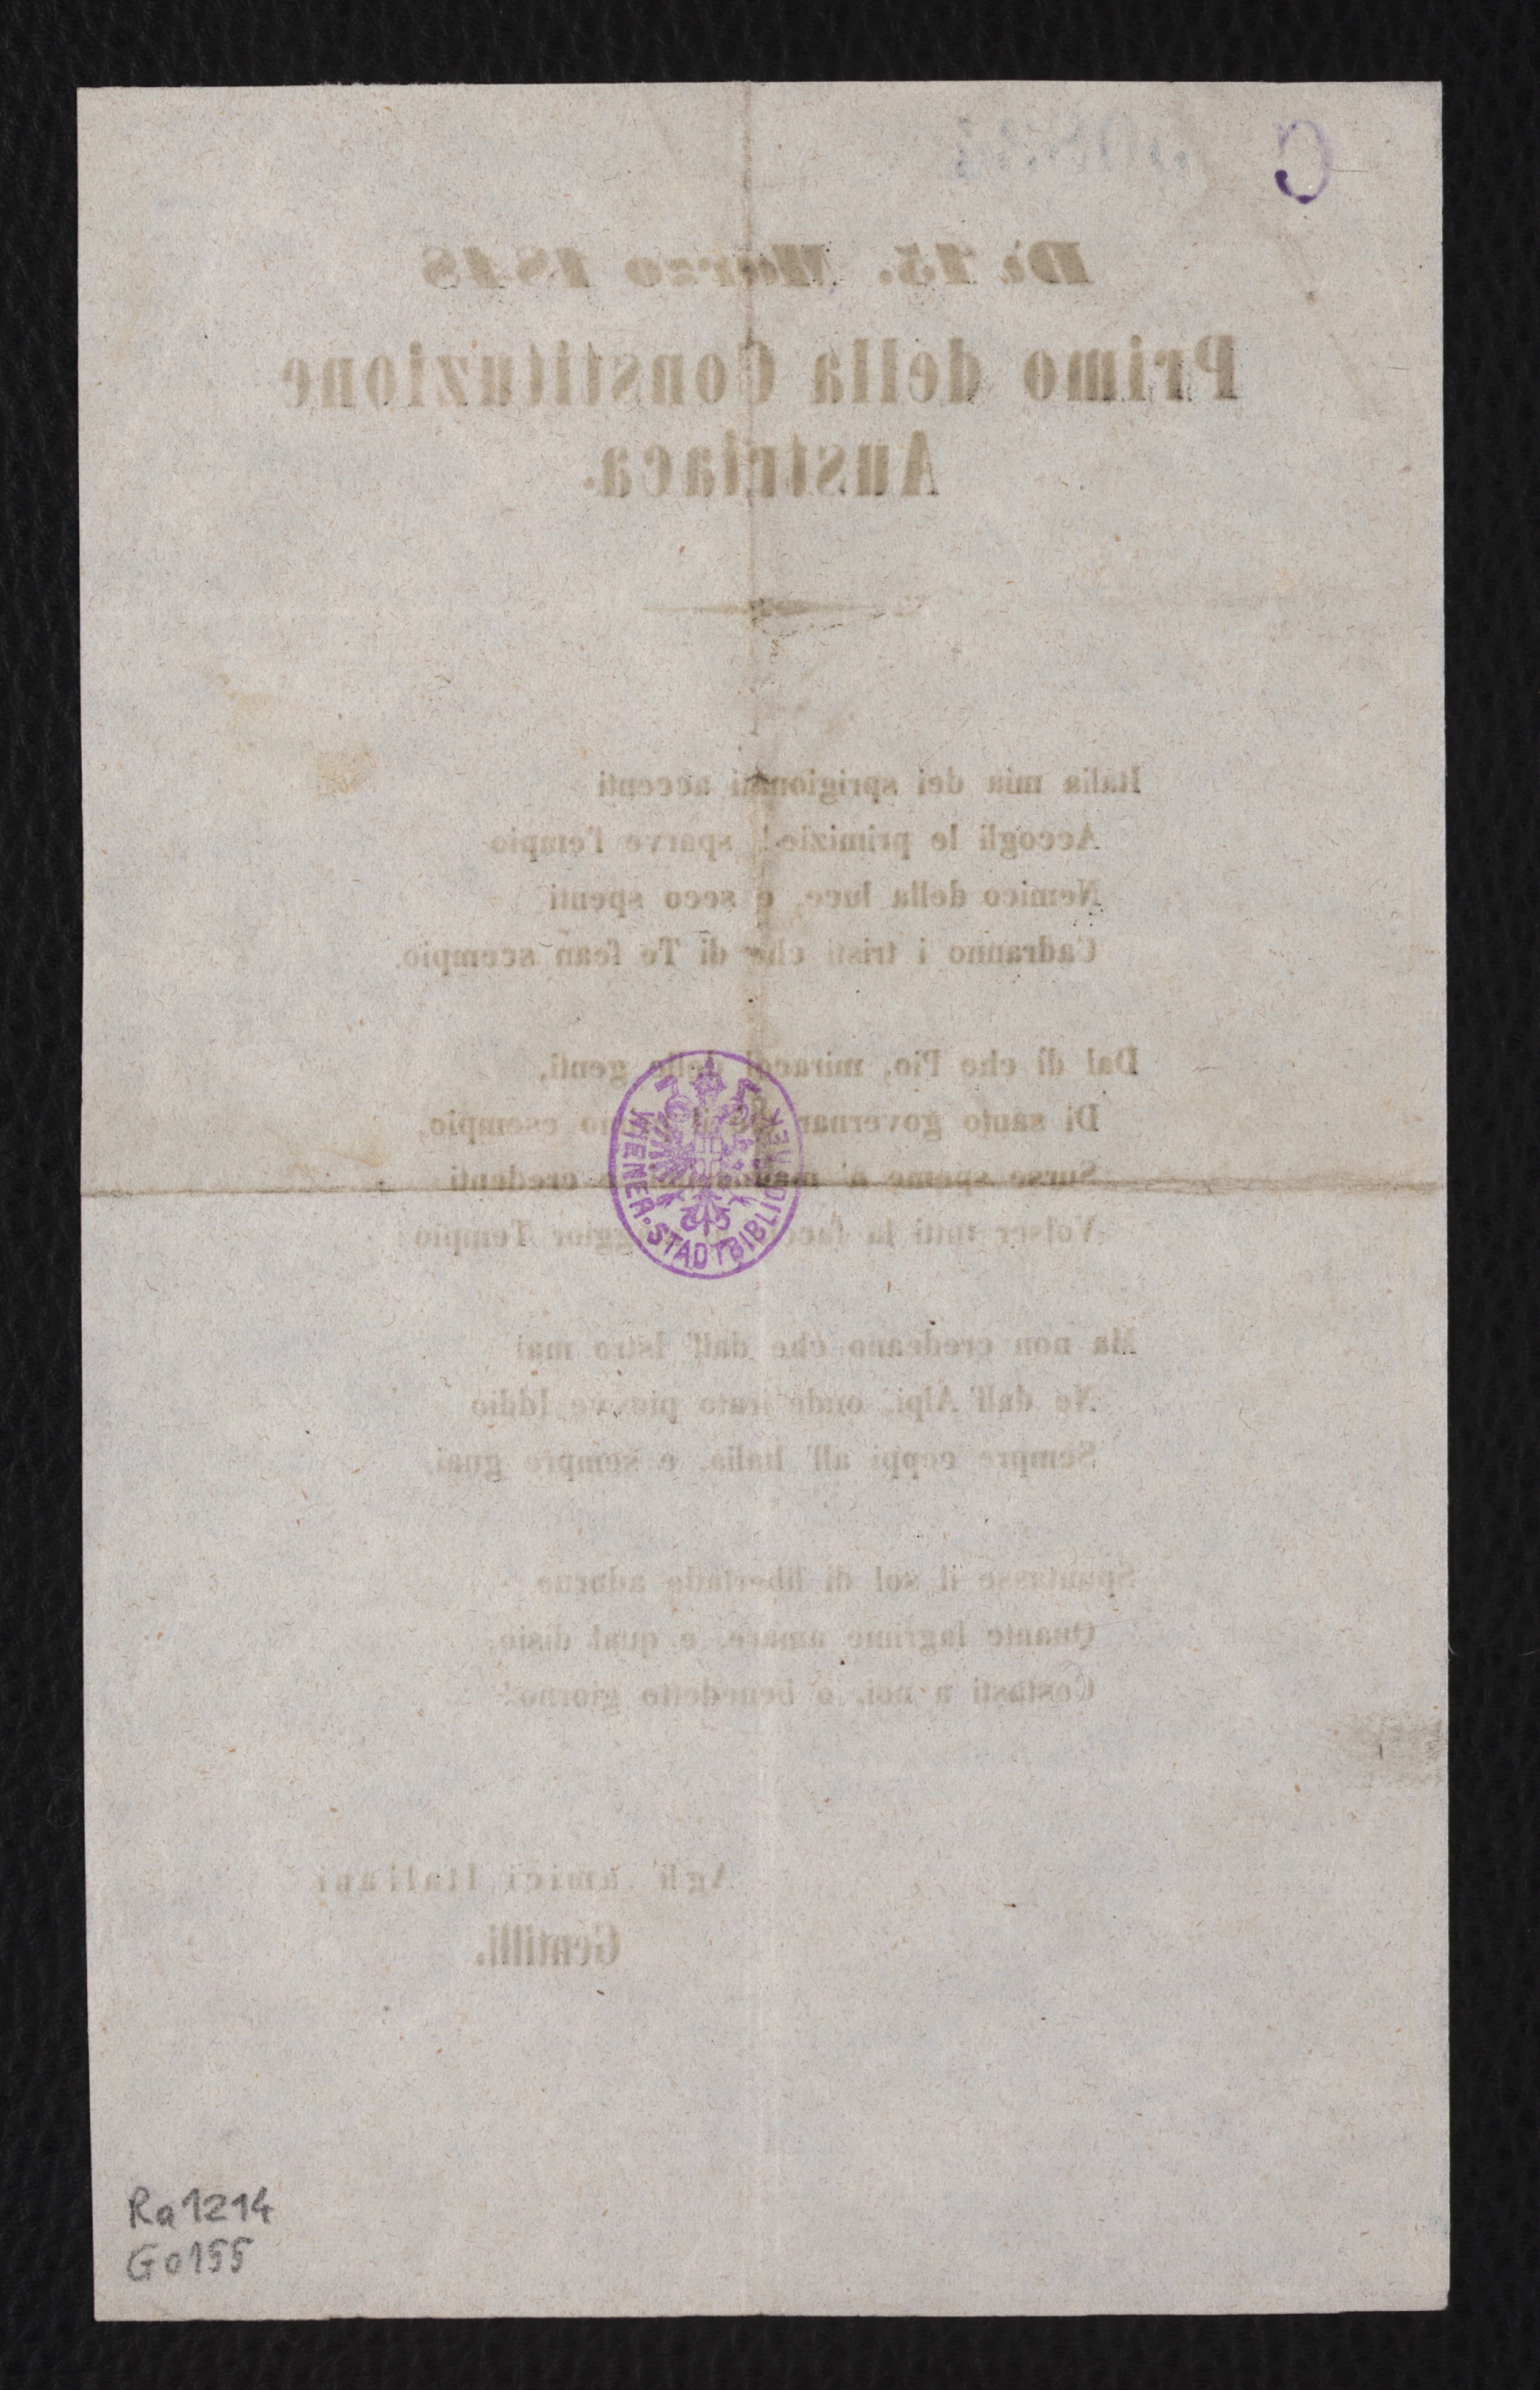 Dì 15. Marzo 1848
Primo della Constituzione
Austriaca.
Italia mia dei sprigionati accenti
Accogli le primizie! sparve l'empio
Nemico della luce, e seco spenti
Cadranno i tristi che di Te fean scempio.
Dal dì che Pio, miracol delle genti,
Di santo governar esempio,
Surse speme a' credenti
Volser tutti la Tempio
Ma non credeano che dall' Istro mai
Ne dall' Alpi, onde irato piovve Iddio
Sempre ceppi all' Italia, e sempre guai,
Spuntasse il sol di libertade adorno.
Quante lagrime amare, e qual disio,
Costasti a noi, o benedetto giorno!
Agli amici Italiani
Gentilli.
WIENER·STADTBIBLIOTHEK
Ra1214
Go155